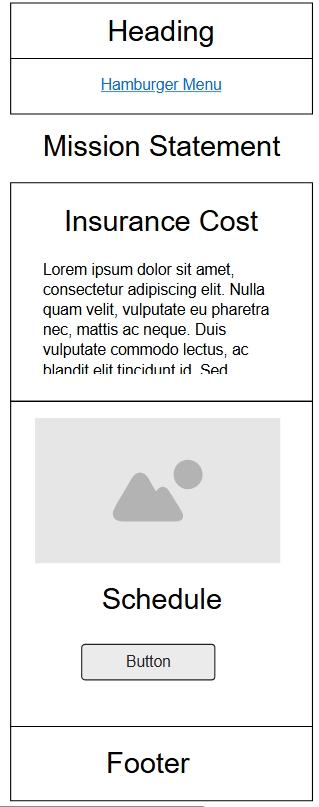 Heading
Hamburger Menu
Mission Statement
Insurance Cost
Lorem ipsum dolor sit amet,
consectetur adipiscing elit. Nulla
quam velit, vulputate eu pharetra
nec, mattis ac neque. Duis
vulputate commodo lectus, ac
blandit elit tincidunt id. Sed
Schedule
Button
Footer